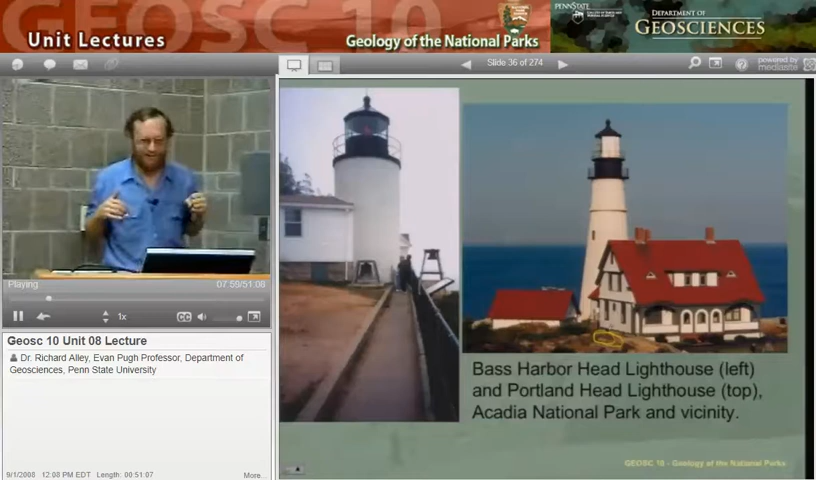 GEOSC 10
Unit Lectures
Geology of the National Parks
PENNSTATE
DEPARTMENT OF
GEOSCIENCES
Slide 36 of 274
powered by
mediasite
Playing
07:59/51:08
1x
CC
Geosc 10 Unit 08 Lecture
Dr. Richard Alley, Evan Pugh Professor, Department of
Geosciences, Penn State University
9/1/2008 12:08 PM EDT Length: 00:51:07
More...
Bass Harbor Head Lighthouse (left)
and Portland Head Lighthouse (top),
Acadia National Park and vicinity.
GEOSC 10 - Geology of the National Parks